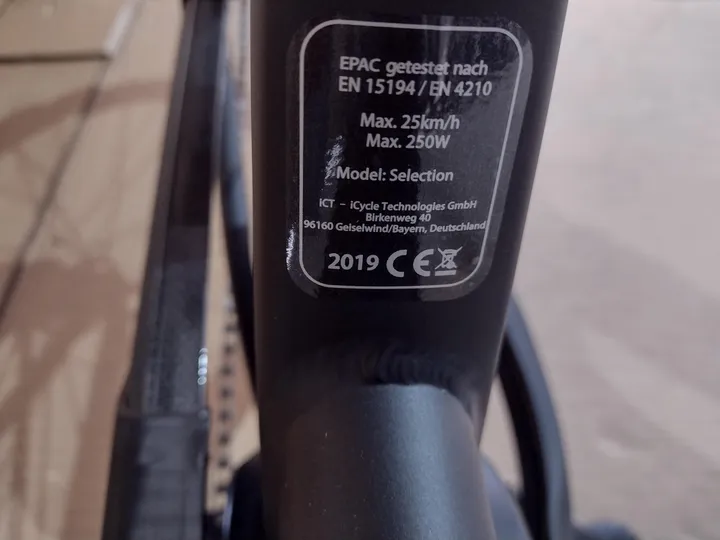 EPAC getestet nach
EN 15194 / EN 4210
Max. 25km/h
Max. 250W
Model: Selection
iCT – iCycle Technologies GmbH
Birkenweg 40
96160 Geiselwind/Bayern, Deutschland
2019 CE